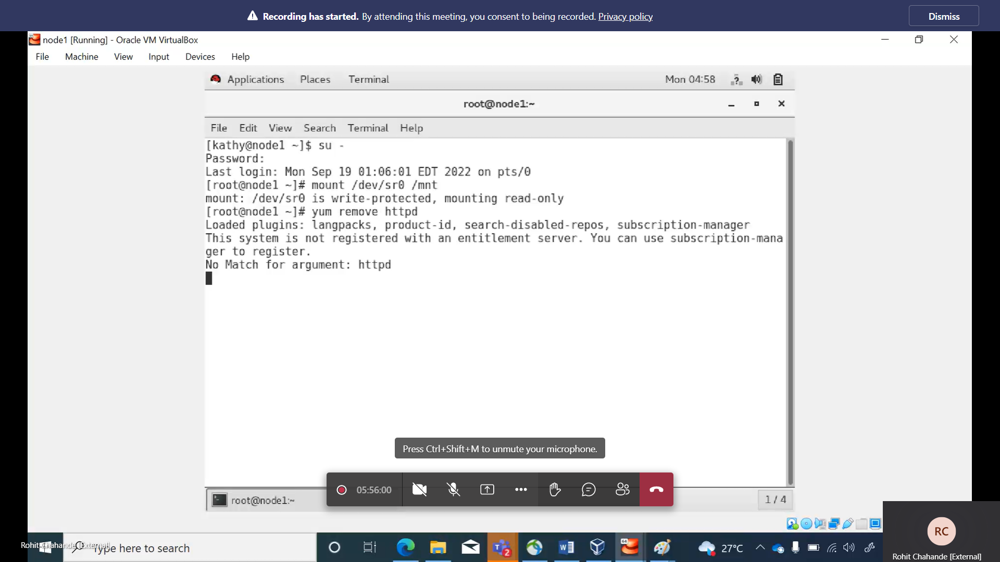 Recording has started. By attending this meeting, you consent to being recorded. Privacy policy
Dismiss
node1 [Running] - Oracle VM VirtualBox
File Machine View Input Devices Help
Applications Places Terminal Mon 04:58
root@node1:~
File Edit View Search Terminal Help
[kathy@node1 ~]$ su -
Password:
Last login: Mon Sep 19 01:06:01 EDT 2022 on pts/0
[root@node1 ~]# mount /dev/sr0 /mnt
mount: /dev/sr0 is write-protected, mounting read-only
[root@node1 ~]# yum remove httpd
Loaded plugins: langpacks, product-id, search-disabled-repos, subscription-manager
This system is not registered with an entitlement server. You can use subscription-mana
ger to register.
No Match for argument: httpd
Press Ctrl+Shift+M to unmute your microphone.
05:56:00
root@node1:~
1 / 4
RC
Rohit Chahande [External]
Type here to search
27°C
Rohit Chahande [External]